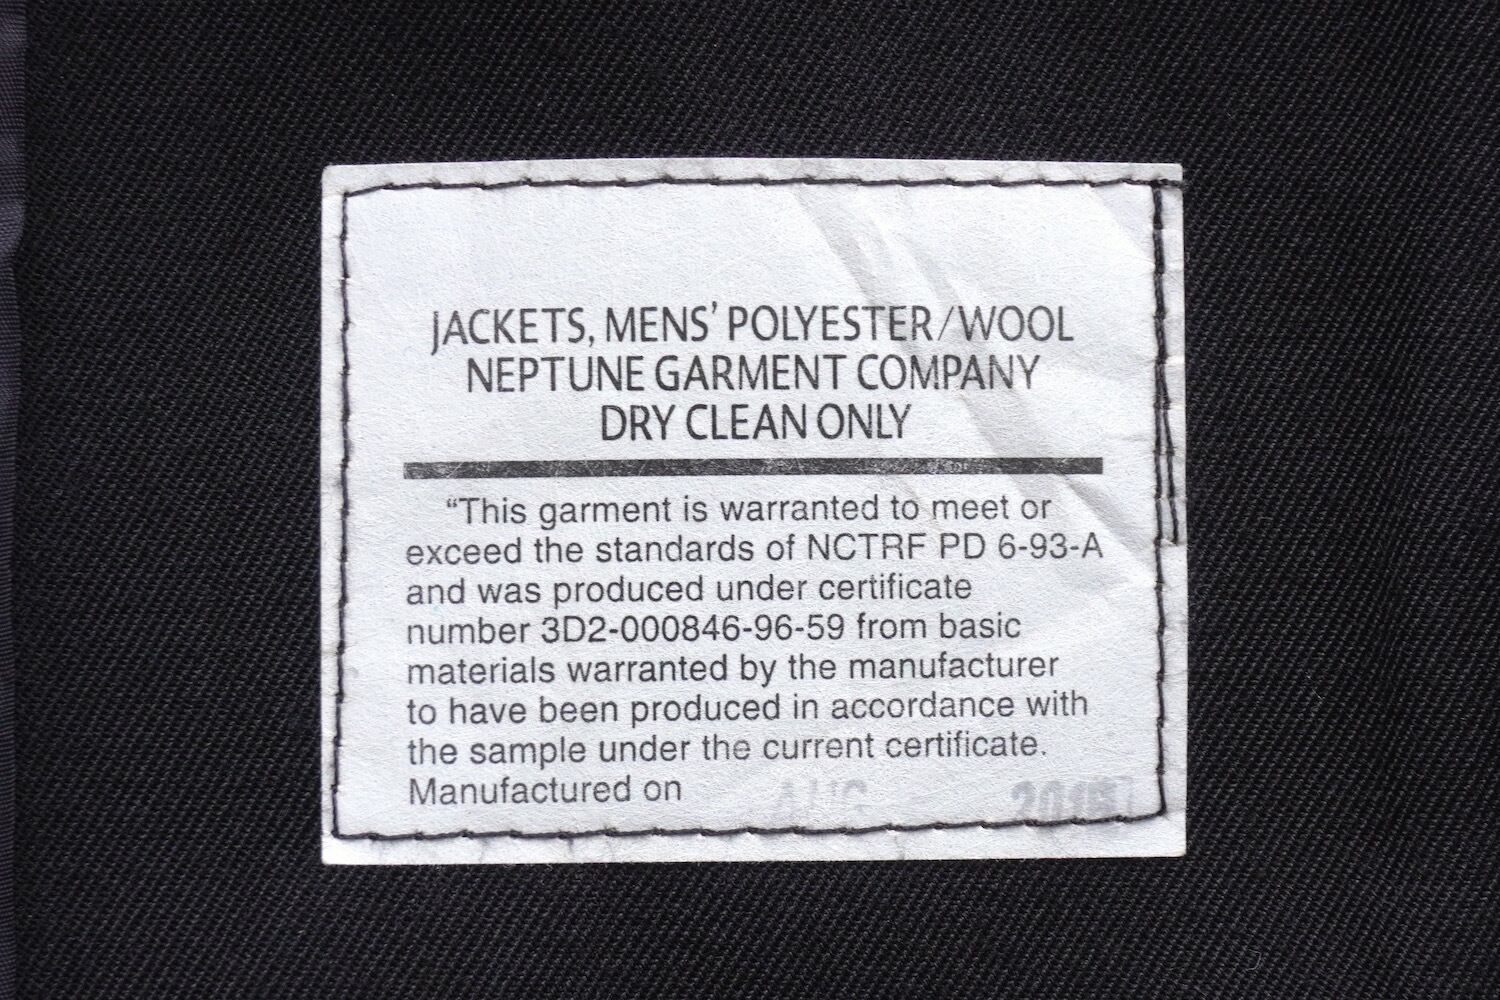 JACKETS, MENS' POLYESTER/WOOL
NEPTUNE GARMENT COMPANY
DRY CLEAN ONLY
“This garment is warranted to meet or
exceed the standards of NCTRF PD 6-93-A
and was produced under certificate
number 3D2-000846-96-59 from basic
materials warranted by the manufacturer
to have been produced in accordance with
the sample under the current certificate.
Manufactured on AUG